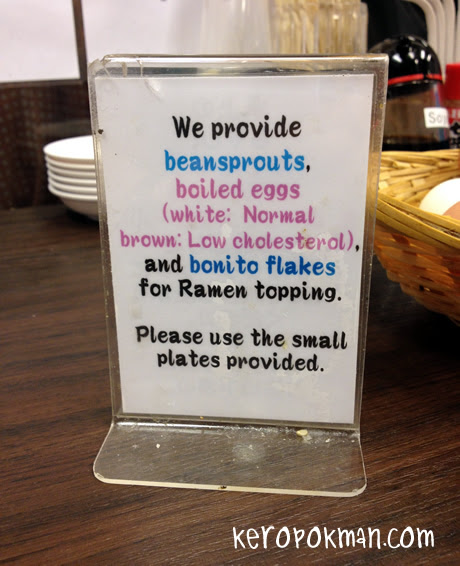 We provide
beansprouts,
boiled eggs
(white: Normal
brown: Low cholesterol),
and bonito flakes
for Ramen topping.
Please use the small
plates provided.
keropokman.com